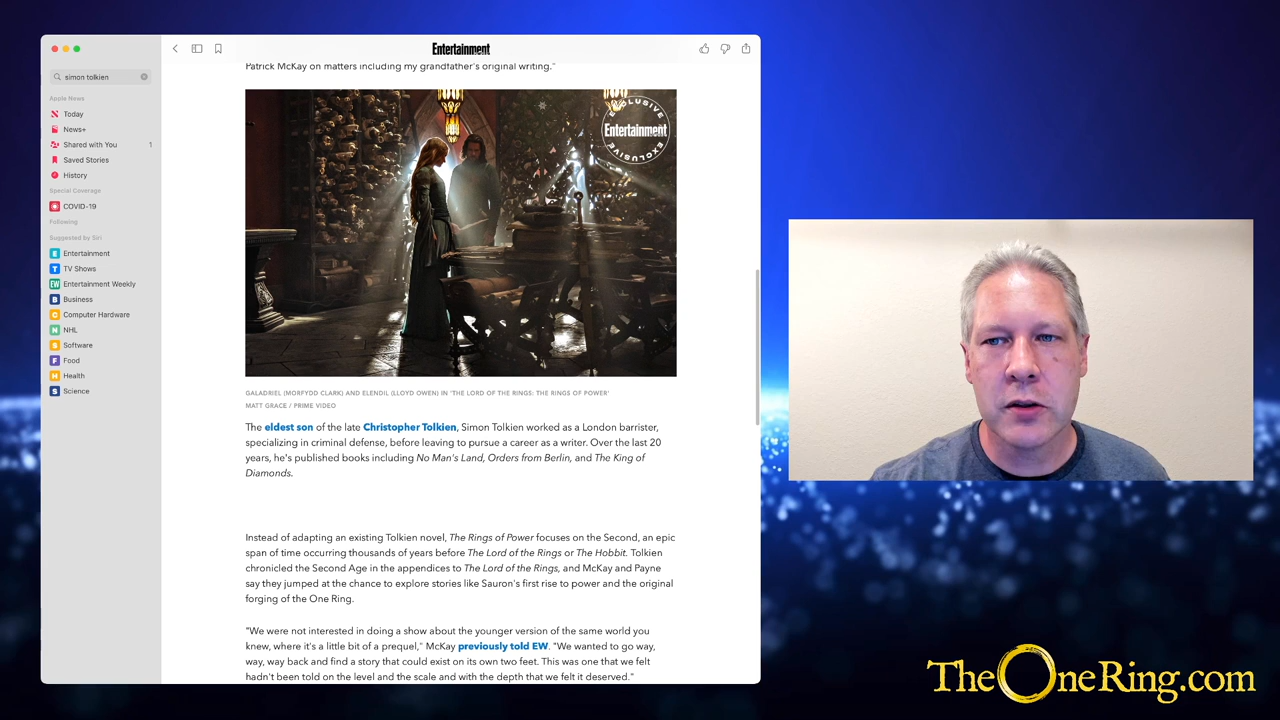 simon tolkien
Apple News
Today
News+
Shared with You 1
Saved Stories
History
Special Coverage
COVID-19
Following
Suggested by Siri
E Entertainment
T TV Shows
EW Entertainment Weekly
B Business
C Computer Hardware
N NHL
S Software
F Food
H Health
S Science
Entertainment
Patrick McKay on matters including my grandfather's original writing."
EXCLUSIVE
Entertainment
EXCLUSIVE
GALADRIEL (MORFYDD CLARK) AND ELENDIL (LLOYD OWEN) IN 'THE LORD OF THE RINGS: THE RINGS OF POWER'
MATT GRACE / PRIME VIDEO
The eldest son of the late Christopher Tolkien, Simon Tolkien worked as a London barrister,
specializing in criminal defense, before leaving to pursue a career as a writer. Over the last 20
years, he's published books including No Man's Land, Orders from Berlin, and The King of
Diamonds.
Instead of adapting an existing Tolkien novel, The Rings of Power focuses on the Second, an epic
span of time occurring thousands of years before The Lord of the Rings or The Hobbit. Tolkien
chronicled the Second Age in the appendices to The Lord of the Rings, and McKay and Payne
say they jumped at the chance to explore stories like Sauron's first rise to power and the original
forging of the One Ring.
"We were not interested in doing a show about the younger version of the same world you
knew, where it's a little bit of a prequel," McKay previously told EW. "We wanted to go way,
way, way back and find a story that could exist on its own two feet. This was one that we felt
hadn't been told on the level and the scale and with the depth that we felt it deserved."
TheOneRing.com